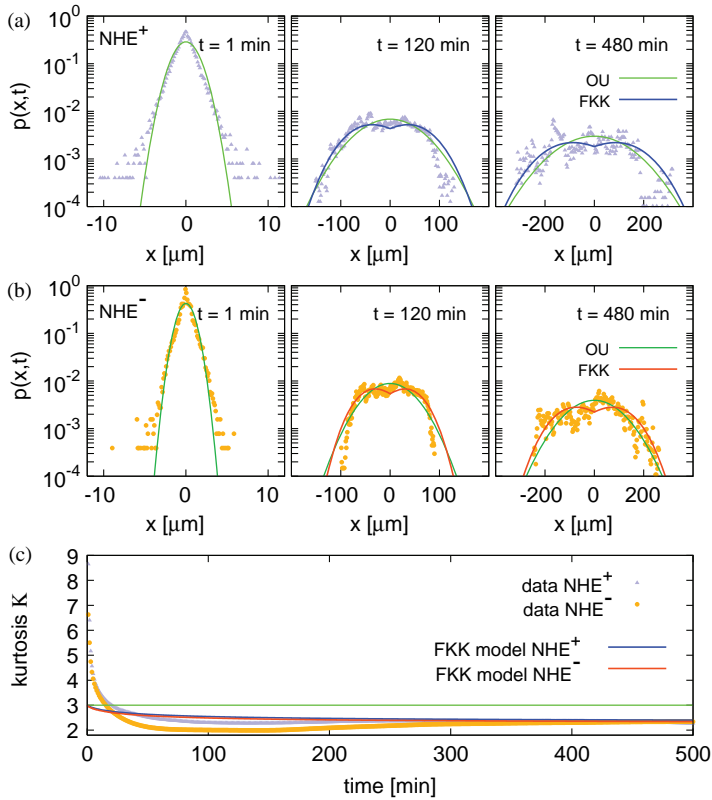 (a)
NHE+
t = 1 min
t = 120 min
t = 480 min
OU
FKK
p(x,t)
10^0
10^-1
10^-2
10^-3
10^-4
-10 0 10
-100 0 100
-200 0 200
x [μm]
x [μm]
x [μm]
(b)
NHE-
t = 1 min
t = 120 min
t = 480 min
OU
FKK
p(x,t)
10^0
10^-1
10^-2
10^-3
10^-4
-10 0 10
-100 0 100
-200 0 200
x [μm]
x [μm]
x [μm]
(c)
kurtosis K
9
8
7
6
5
4
3
2
data NHE+
data NHE-
FKK model NHE+
FKK model NHE-
0 100 200 300 400 500
time [min]